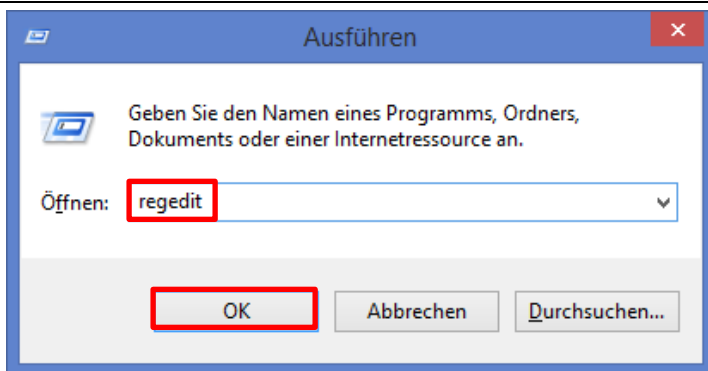 Ausführen
Geben Sie den Namen eines Programms, Ordners,
Dokuments oder einer Internetressource an.
Öffnen: regedit
OK Abbrechen Durchsuchen...